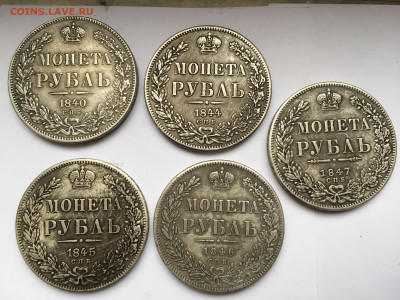 COINS.LAVE.RU
МОНЕТА
РУБЛЬ
1840
С.П.Б.
МОНЕТА
РУБЛЬ
1844
С.П.Б.
МОНЕТА
РУБЛЬ
1847
С.П.Б.
МОНЕТА
РУБЛЬ
1845
С.П.Б.
МОНЕТА
РУБЛЬ
1846
С.П.Б.